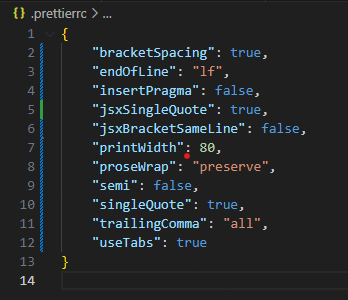 {} .prettierrc > ...
1 {
2 "bracketSpacing": true,
3 "endOfLine": "lf",
4 "insertPragma": false,
5 "jsxSingleQuote": true,
6 "jsxBracketSameLine": false,
7 "printWidth": 80,
8 "proseWrap": "preserve",
9 "semi": false,
10 "singleQuote": true,
11 "trailingComma": "all",
12 "useTabs": true
13 }
14